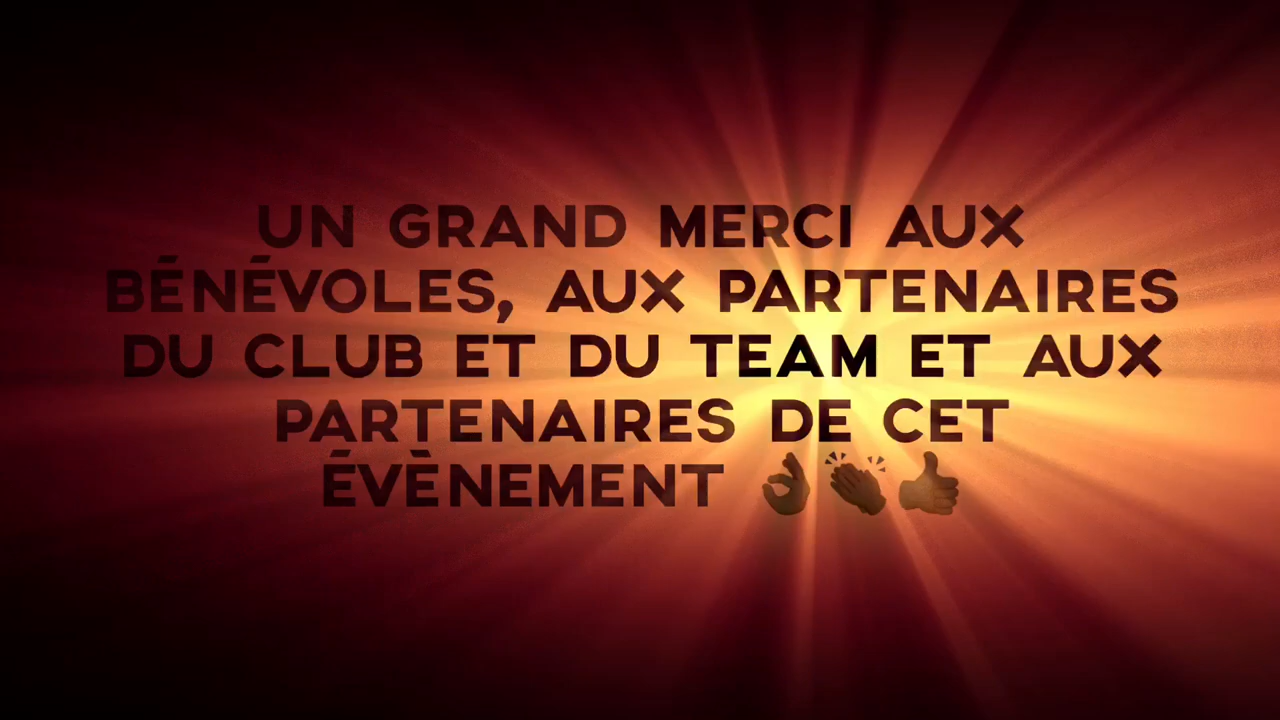 UN GRAND MERCI AUX
BÉNÉVOLES, AUX PARTENAIRES
DU CLUB ET DU TEAM ET AUX
PARTENAIRES DE CET
ÉVÈNEMENT 👌👏👍